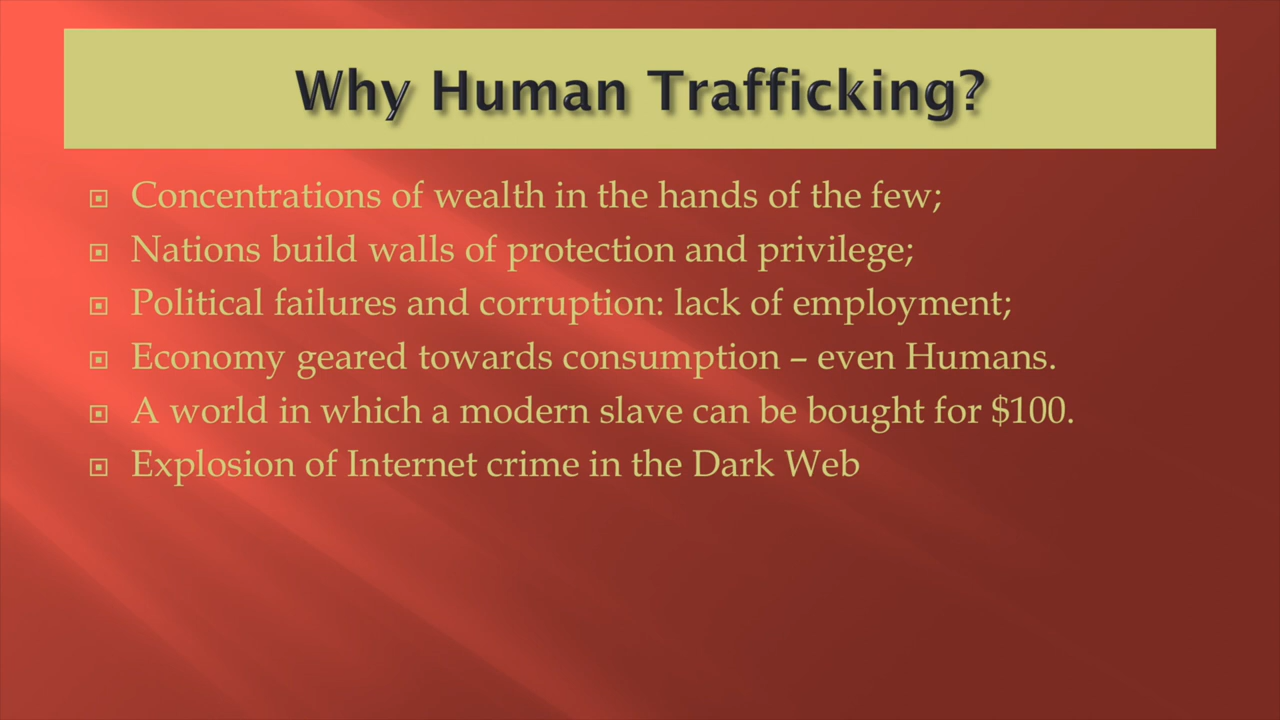 Why Human Trafficking?
Concentrations of wealth in the hands of the few;
Nations build walls of protection and privilege;
Political failures and corruption: lack of employment;
Economy geared towards consumption – even Humans.
A world in which a modern slave can be bought for $100.
Explosion of Internet crime in the Dark Web